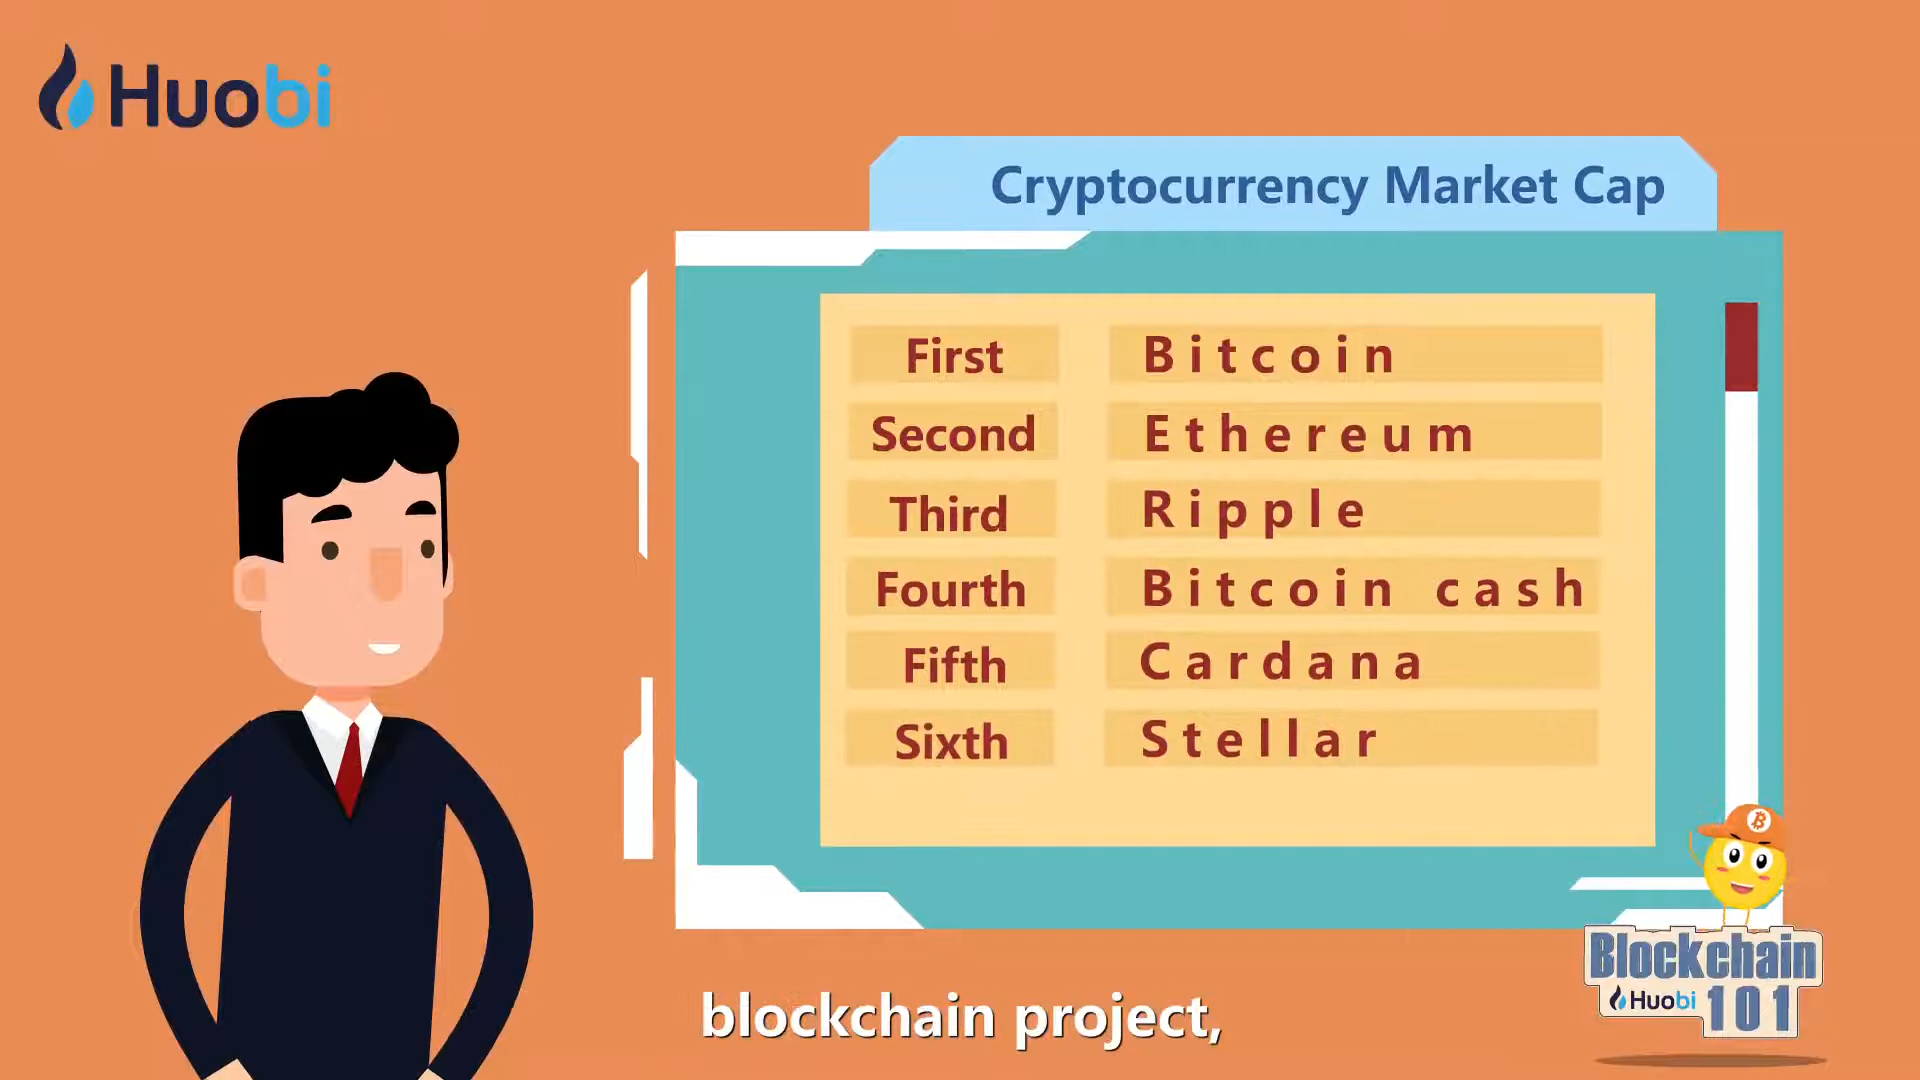 Huobi
Cryptocurrency Market Cap
First Bitcoin
Second Ethereum
Third Ripple
Fourth Bitcoin cash
Fifth Cardana
Sixth Stellar
blockchain project,
Blockchain
Huobi 101